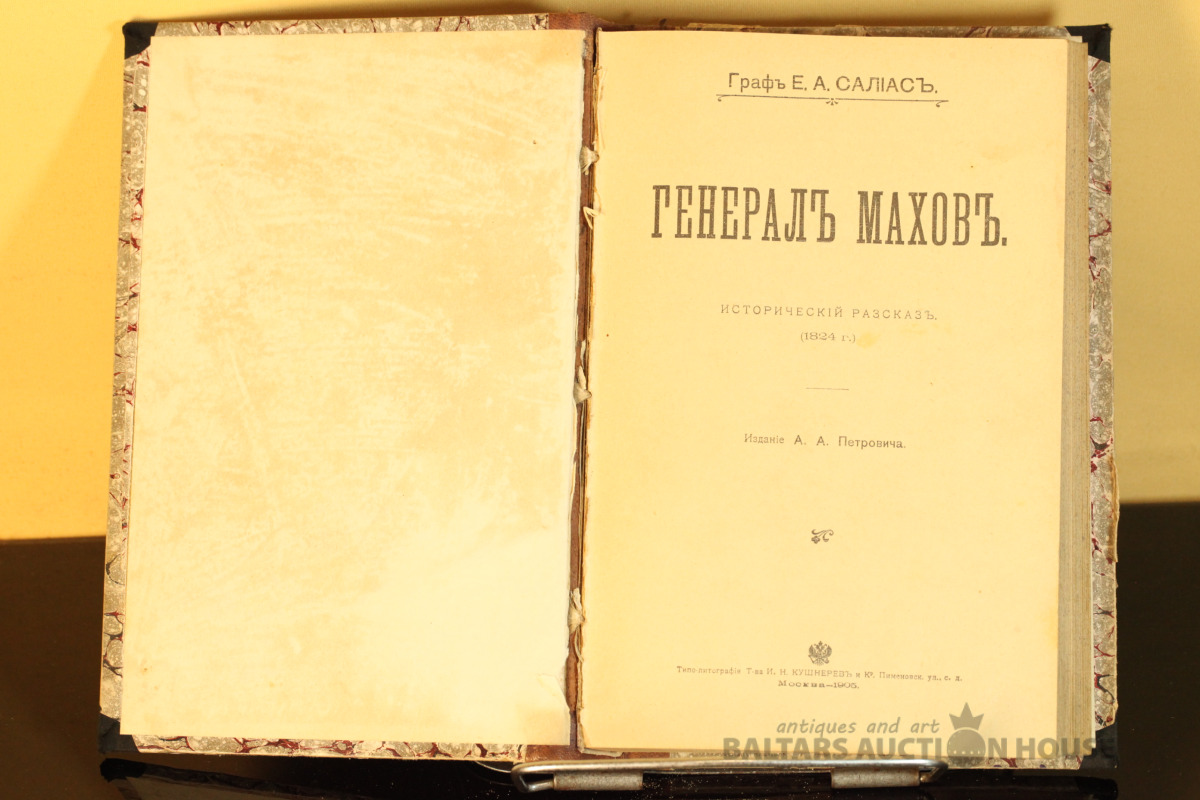 Графъ Е. А. САЛІАСЪ.
ГЕНЕРАЛЪ МАХОВЪ.
ИСТОРИЧЕСКІЙ РАЗСКАЗЪ.
(1824 г.)
Изданіе А. А. Петровича.
Типо-литографіе Т-ва И. Н. КУШНЕРЕВЪ и Кº. Пименовск. ул., с. д.
Москва—1905.
antiques and art
BALTARS AUCTION HOUSE